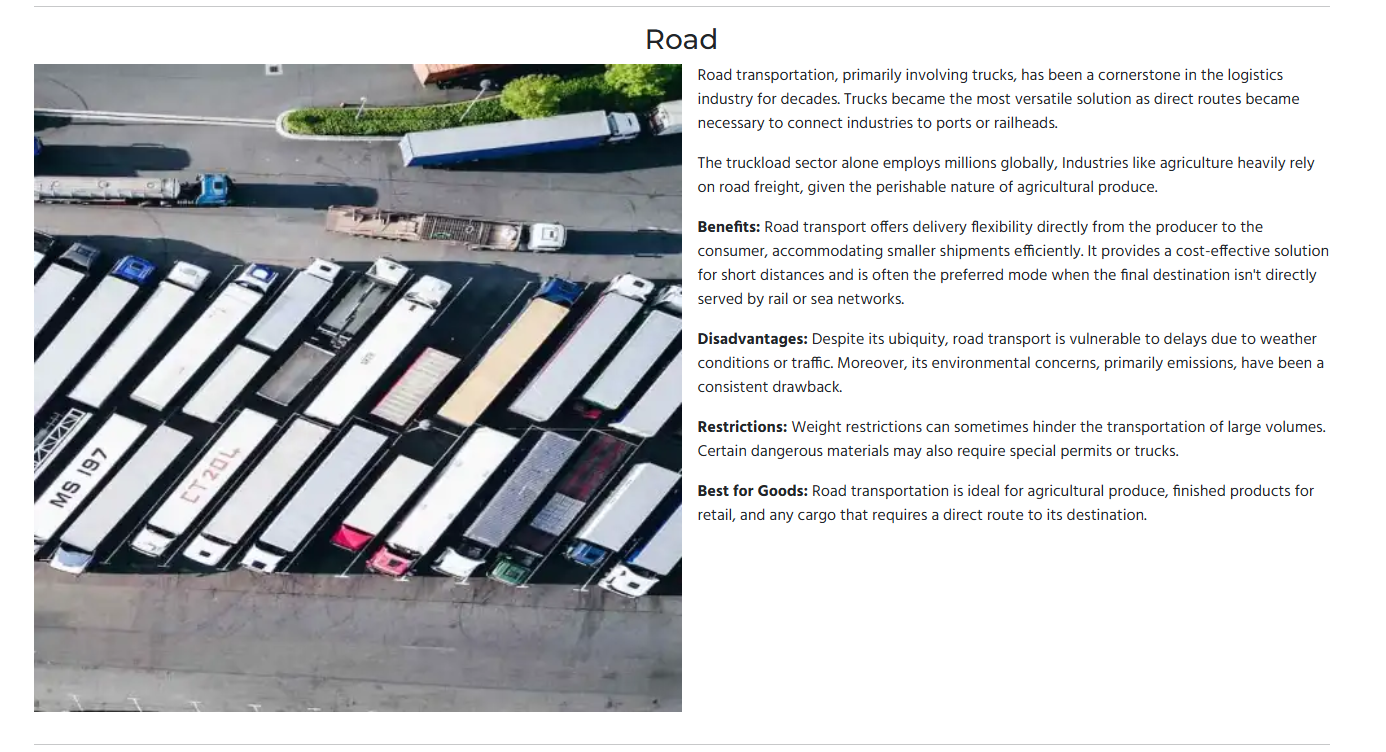 Road
Road transportation, primarily involving trucks, has been a cornerstone in the logistics
industry for decades. Trucks became the most versatile solution as direct routes became
necessary to connect industries to ports or railheads.
The truckload sector alone employs millions globally, Industries like agriculture heavily rely
on road freight, given the perishable nature of agricultural produce.
Benefits: Road transport offers delivery flexibility directly from the producer to the
consumer, accommodating smaller shipments efficiently. It provides a cost-effective solution
for short distances and is often the preferred mode when the final destination isn't directly
served by rail or sea networks.
Disadvantages: Despite its ubiquity, road transport is vulnerable to delays due to weather
conditions or traffic. Moreover, its environmental concerns, primarily emissions, have been a
consistent drawback.
Restrictions: Weight restrictions can sometimes hinder the transportation of large volumes.
Certain dangerous materials may also require special permits or trucks.
Best for Goods: Road transportation is ideal for agricultural produce, finished products for
retail, and any cargo that requires a direct route to its destination.
MS 197
CT 204